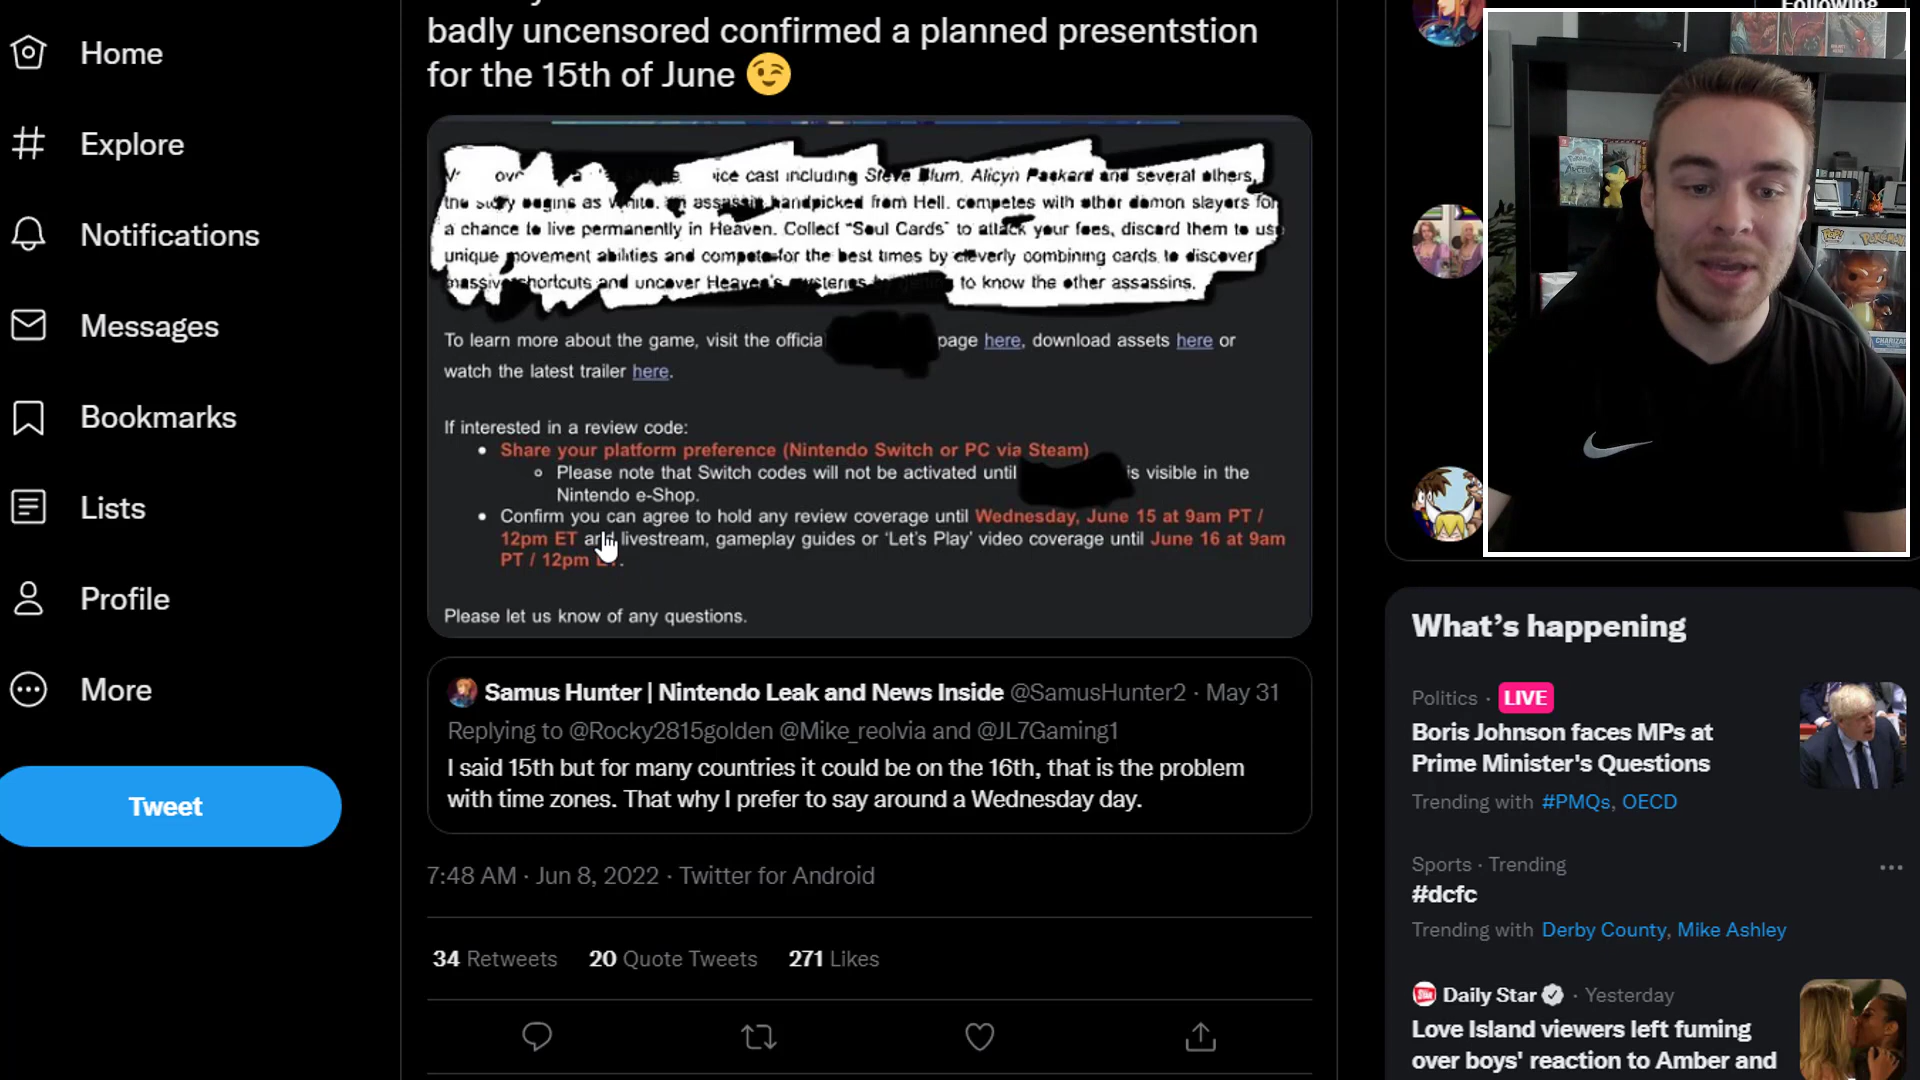 Home
Explore
Notifications
Messages
Bookmarks
Lists
Profile
More
Tweet
badly uncensored confirmed a planned presentstion
for the 15th of June 😉
ice cast including Steve Blum, Alicyn Packard and several others,
the story begins as White, an assassin handpicked from Hell, competes with other demon slayers for
a chance to live permanently in Heaven. Collect "Soul Cards" to attack your foes, discard them to use
unique movement abilities and compete for the best times by cleverly combining cards to discover
massive shortcuts and uncover Heaven's mysteries to know the other assassins.
To learn more about the game, visit the officia page here, download assets here or
watch the latest trailer here.
If interested in a review code:
• Share your platform preference (Nintendo Switch or PC via Steam)
○ Please note that Switch codes will not be activated until is visible in the
Nintendo e-Shop.
• Confirm you can agree to hold any review coverage until Wednesday, June 15 at 9am PT /
12pm ET and livestream, gameplay guides or 'Let's Play' video coverage until June 16 at 9am
PT / 12pm ET.
Please let us know of any questions.
Samus Hunter | Nintendo Leak and News Inside @SamusHunter2 · May 31
Replying to @Rocky2815golden @Mike_reolvia and @JL7Gaming1
I said 15th but for many countries it could be on the 16th, that is the problem
with time zones. That why I prefer to say around a Wednesday day.
7:48 AM · Jun 8, 2022 · Twitter for Android
34 Retweets 20 Quote Tweets 271 Likes
Following
What's happening
Politics · LIVE
Boris Johnson faces MPs at
Prime Minister's Questions
Trending with #PMQs, OECD
Sports · Trending
#dcfc
Trending with Derby County, Mike Ashley
Daily Star · Yesterday
Love Island viewers left fuming
over boys' reaction to Amber and